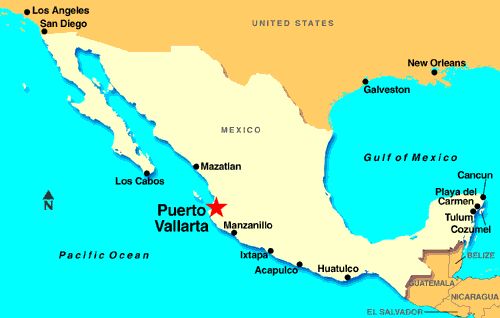 Los Angeles
San Diego
UNITED STATES
New Orleans
Galveston
MEXICO
Gulf of Mexico
Mazatlan
Los Cabos
Cancun
Playa del
Carmen
Tulum
Cozumel
N
Puerto
Vallarta
Manzanillo
Pacific Ocean
Ixtapa
Acapulco
Huatulco
BELIZE
GUATEMALA
NICARAGUA
EL SALVADOR